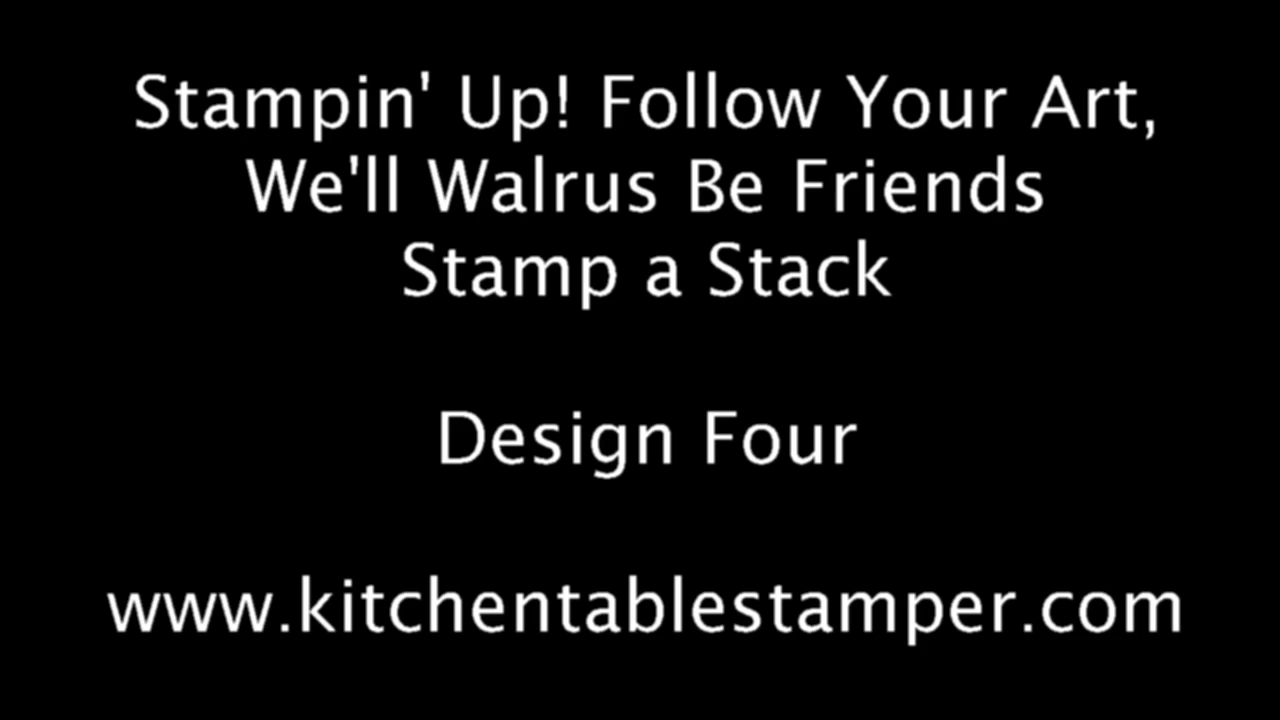 Stampin' Up! Follow Your Art,
We'll Walrus Be Friends
Stamp a Stack
Design Four
www.kitchentablestamper.com